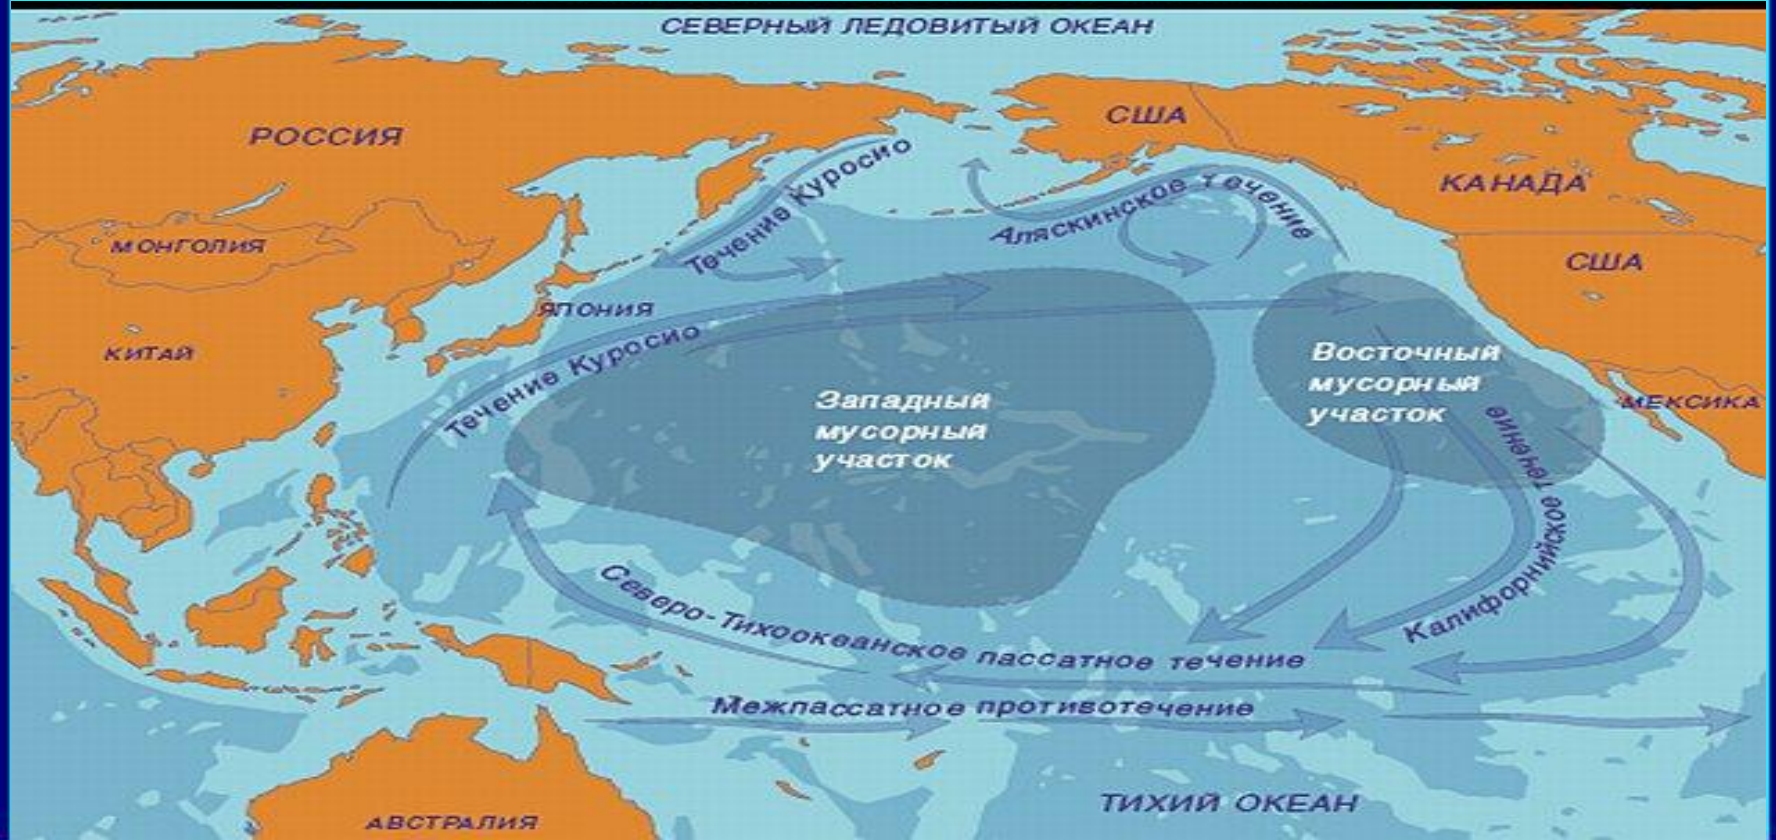 СЕВЕРНЫЙ ЛЕДОВИТЫЙ ОКЕАН
РОССИЯ
США
КАНАДА
Течение Куросио
Аляскинское течение
МОНГОЛИЯ
США
ЯПОНИЯ
КИТАЙ
Течение Куросио
Западный
мусорный
участок
Восточный
мусорный
участок
МЕКСИКА
Калифорнийское течение
Северо-Тихоокеанское пассатное течение
Межпассатное противотечение
ТИХИЙ ОКЕАН
АВСТРАЛИЯ